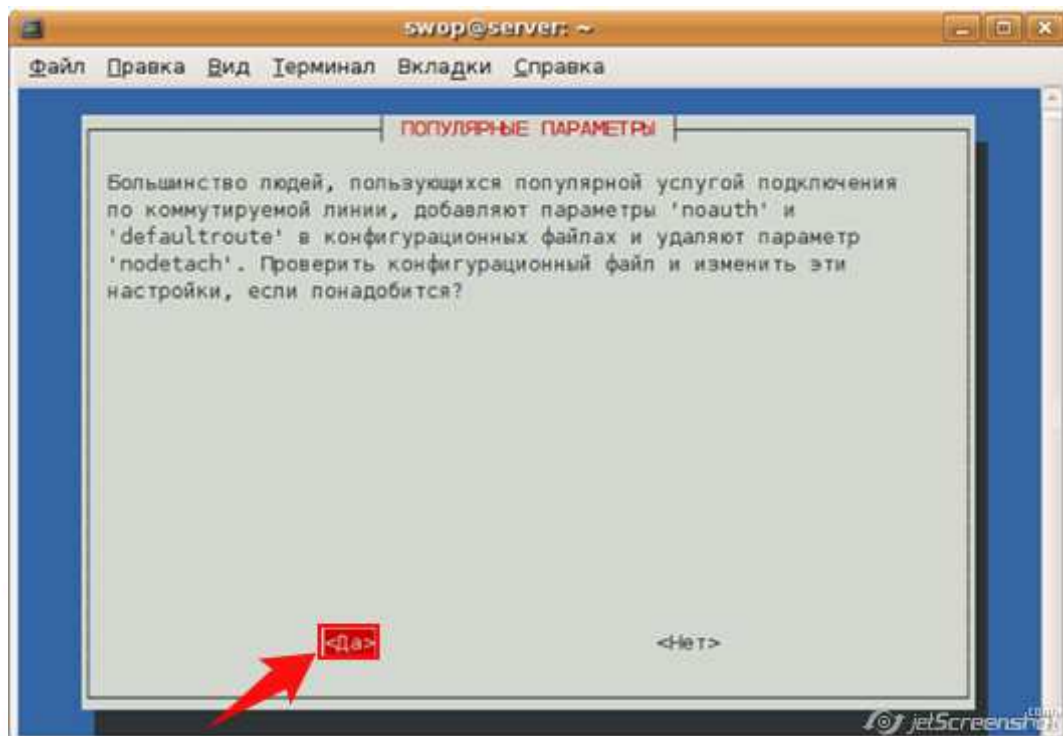 swop@server: ~
Файл Правка Вид Терминал Вкладки Справка
ПОПУЛЯРНЫЕ ПАРАМЕТРЫ
Большинство людей, пользующихся популярной услугой подключения
по коммутируемой линии, добавляют параметры 'noauth' и
'defaultroute' в конфигурационных файлах и удаляют параметр
'nodetach'. Проверить конфигурационный файл и изменить эти
настройки, если понадобится?
<Да> <Нет>
jetScreenshot